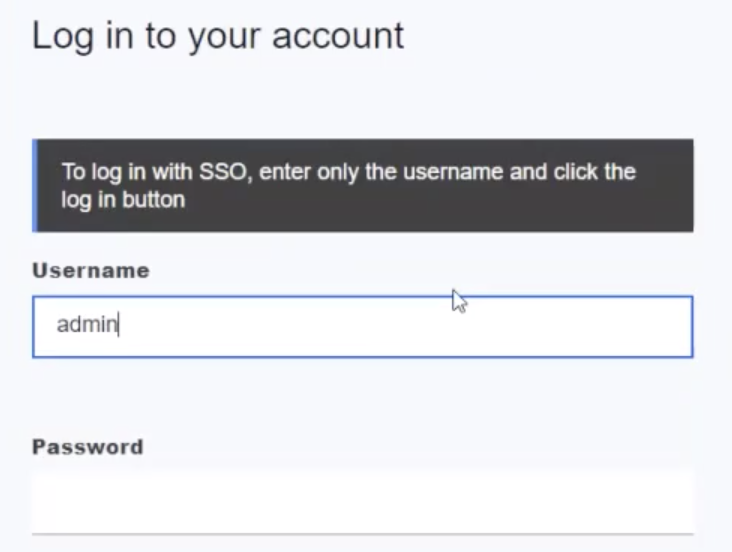 Log in to your account
To log in with SSO, enter only the username and click the
log in button
Username
admin
Password